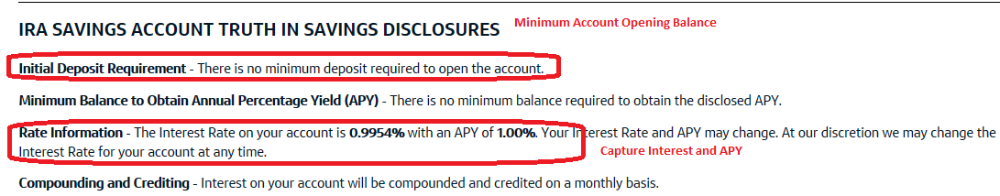 IRA SAVINGS ACCOUNT TRUTH IN SAVINGS DISCLOSURES Minimum Account Opening Balance
Initial Deposit Requirement - There is no minimum deposit required to open the account.
Minimum Balance to Obtain Annual Percentage Yield (APY) - There is no minimum balance required to obtain the disclosed APY.
Rate Information - The Interest Rate on your account is 0.9954% with an APY of 1.00%. Your Interest Rate and APY may change. At our discretion we may change the
Interest Rate for your account at any time. Capture Interest and APY
Compounding and Crediting - Interest on your account will be compounded and credited on a monthly basis.